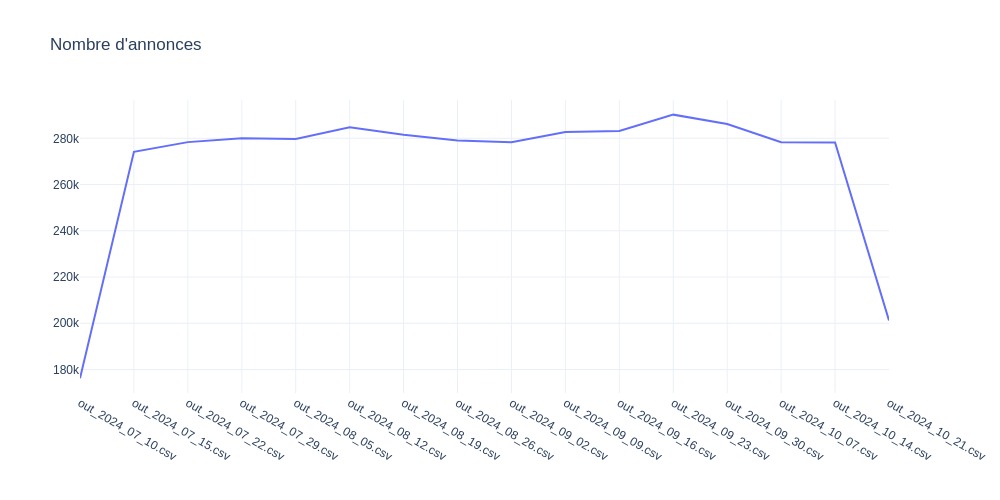 Nombre d'annonces
280k
260k
240k
220k
200k
180k
out_2024_07_10.csv
out_2024_07_15.csv
out_2024_07_22.csv
out_2024_07_29.csv
out_2024_08_05.csv
out_2024_08_12.csv
out_2024_08_19.csv
out_2024_08_26.csv
out_2024_09_02.csv
out_2024_09_09.csv
out_2024_09_16.csv
out_2024_09_23.csv
out_2024_09_30.csv
out_2024_10_07.csv
out_2024_10_14.csv
out_2024_10_21.csv